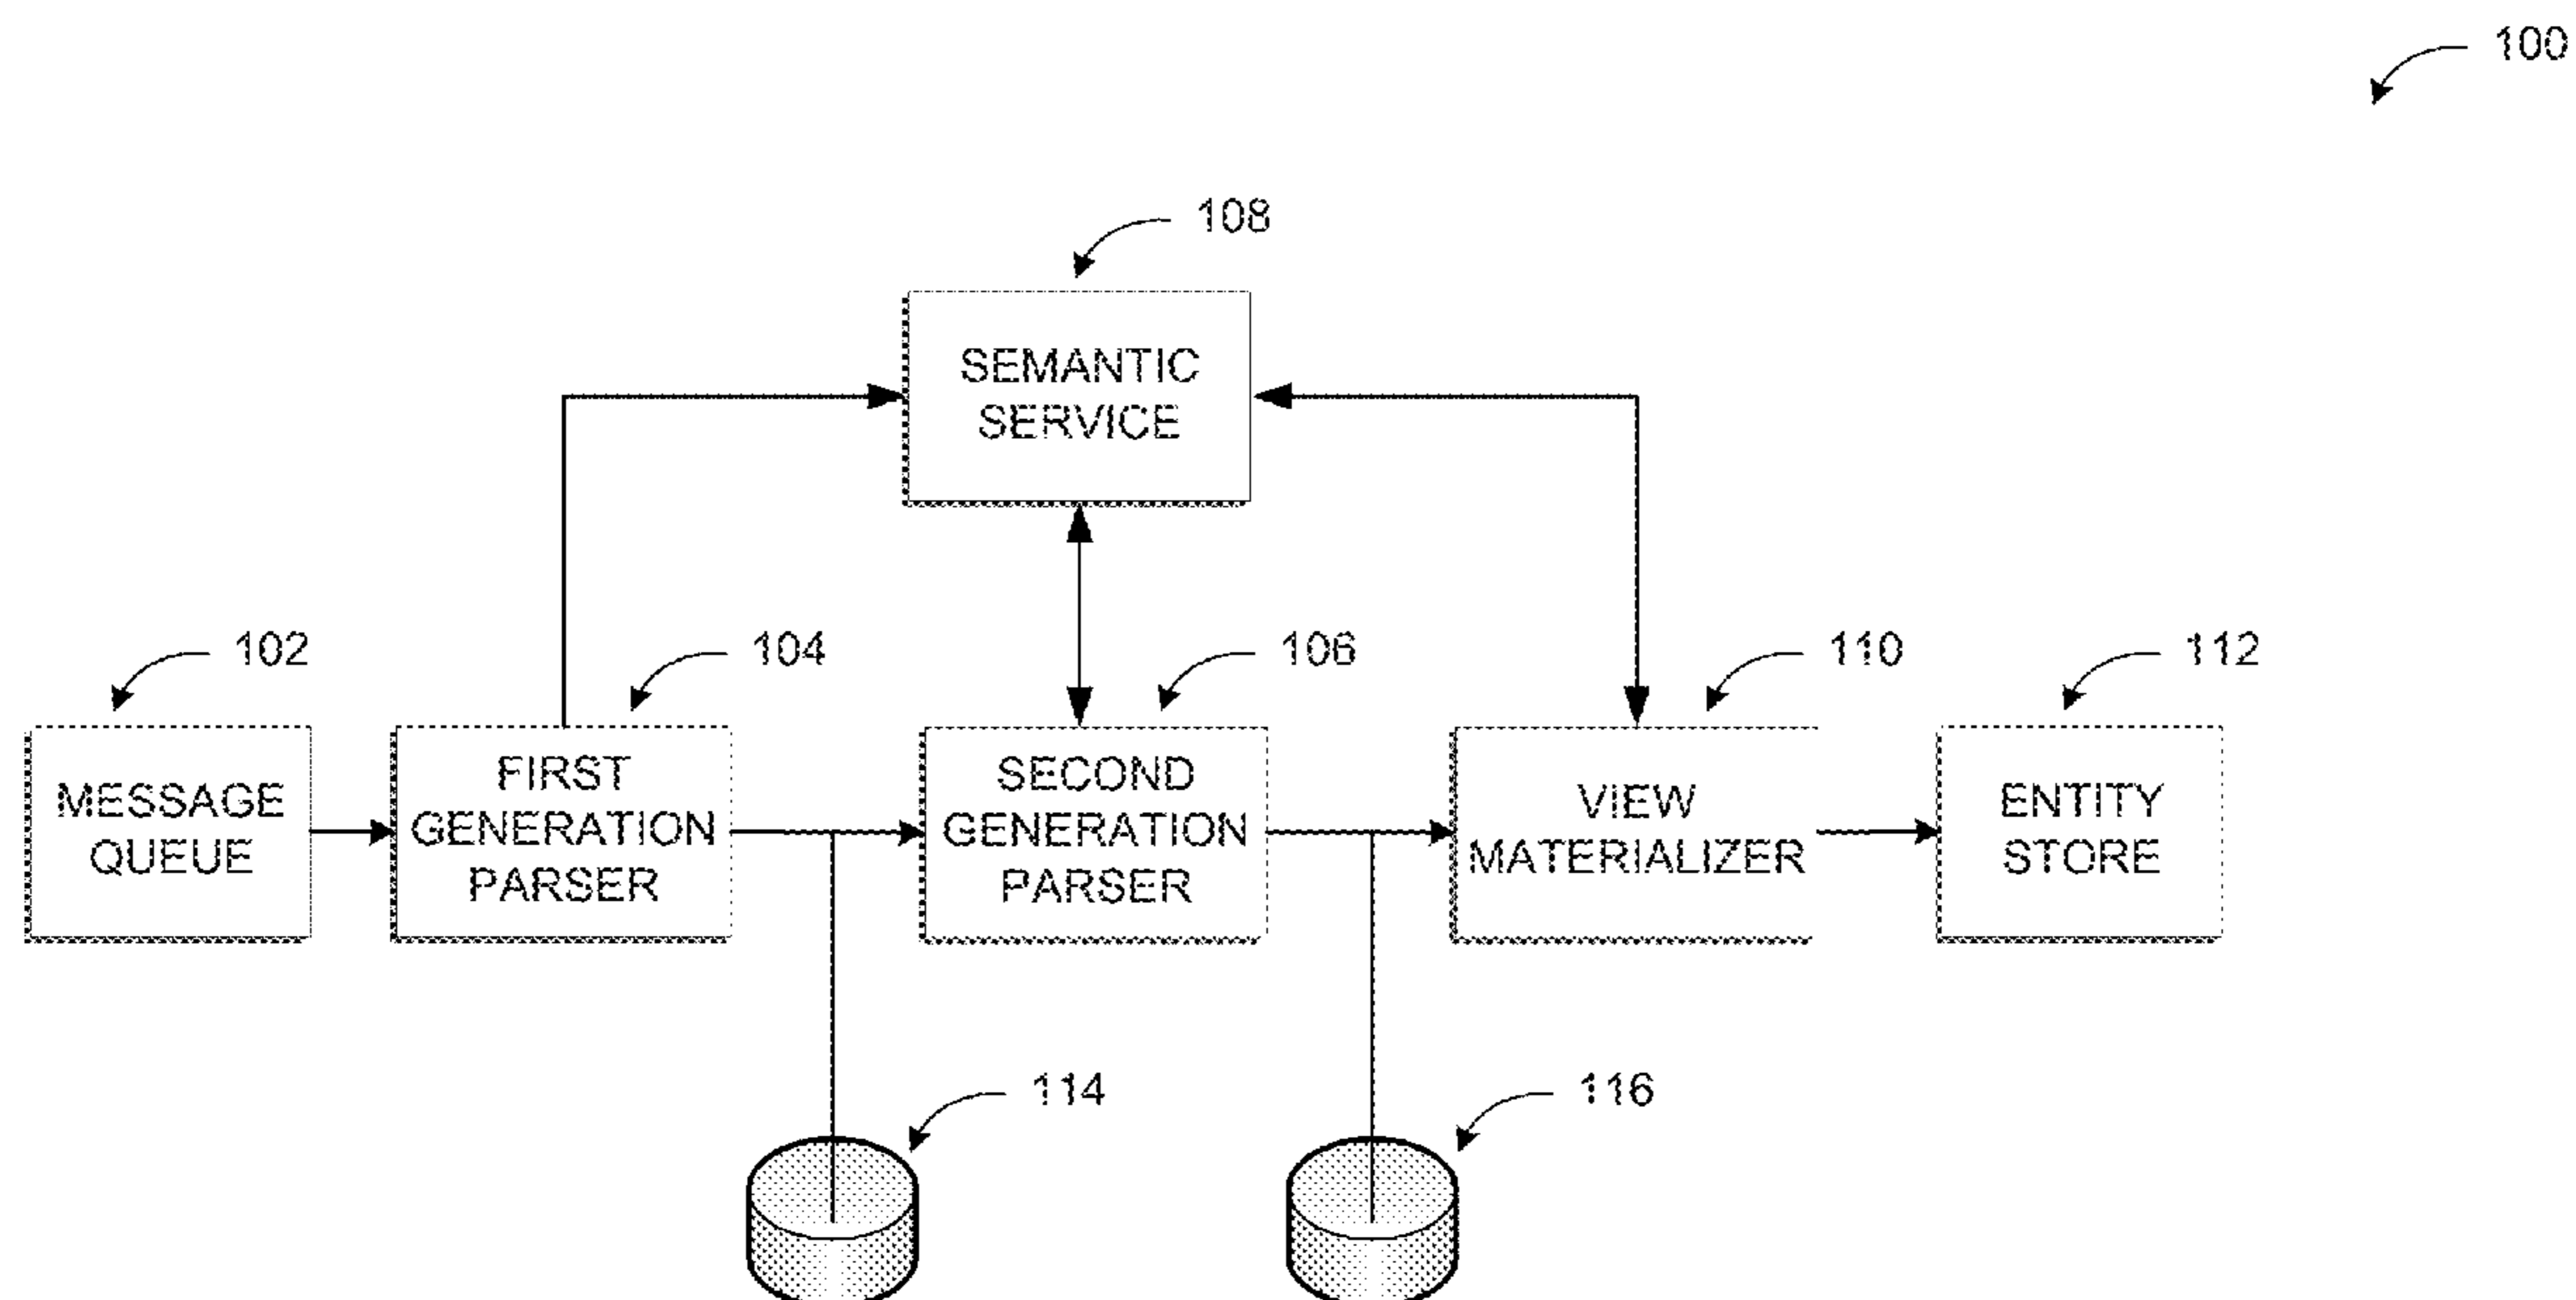 100
108
SEMANTIC
SERVICE
102
104
106
110
112
MESSAGE
QUEUE
FIRST
GENERATION
PARSER
SECOND
GENERATION
PARSER
VIEW
MATERIALIZER
ENTITY
STORE
114
116